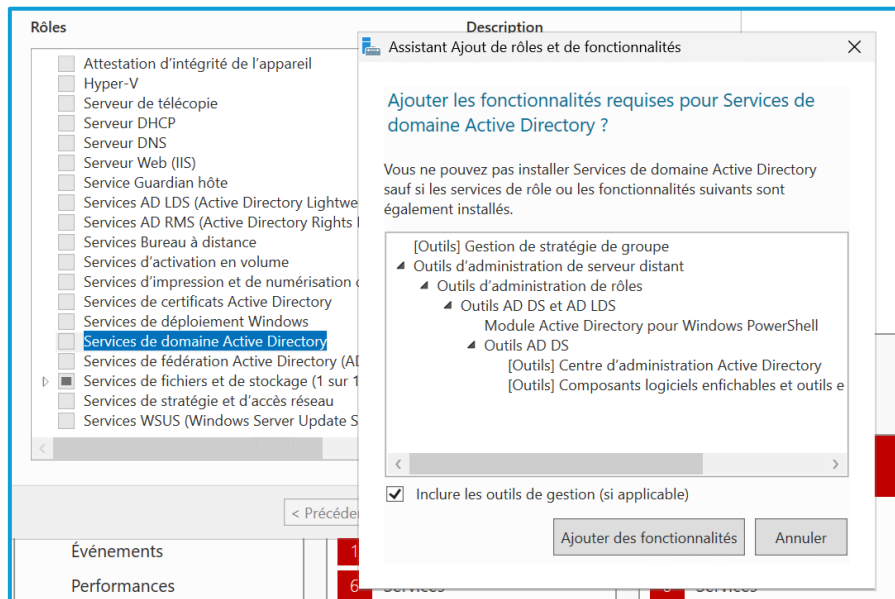 Rôles
Description
Attestation d'intégrité de l'appareil
Hyper-V
Serveur de télécopie
Serveur DHCP
Serveur DNS
Serveur Web (IIS)
Service Guardian hôte
Services AD LDS (Active Directory Lightwe
Services AD RMS (Active Directory Rights
Services Bureau à distance
Services d'activation en volume
Services d'impression et de numérisation
Services de certificats Active Directory
Services de déploiement Windows
Services de domaine Active Directory
Services de fédération Active Directory (AD
Services de fichiers et de stockage (1 sur 1
Services de stratégie et d'accès réseau
Services WSUS (Windows Server Update S
< Précéde
Événements
Performances
1
6
Assistant Ajout de rôles et de fonctionnalités
Ajouter les fonctionnalités requises pour Services de
domaine Active Directory ?
Vous ne pouvez pas installer Services de domaine Active Directory
sauf si les services de rôle ou les fonctionnalités suivants sont
également installés.
[Outils] Gestion de stratégie de groupe
Outils d'administration de serveur distant
Outils d'administration de rôles
Outils AD DS et AD LDS
Module Active Directory pour Windows PowerShell
Outils AD DS
[Outils] Centre d'administration Active Directory
[Outils] Composants logiciels enfichables et outils e
Inclure les outils de gestion (si applicable)
Ajouter des fonctionnalités
Annuler